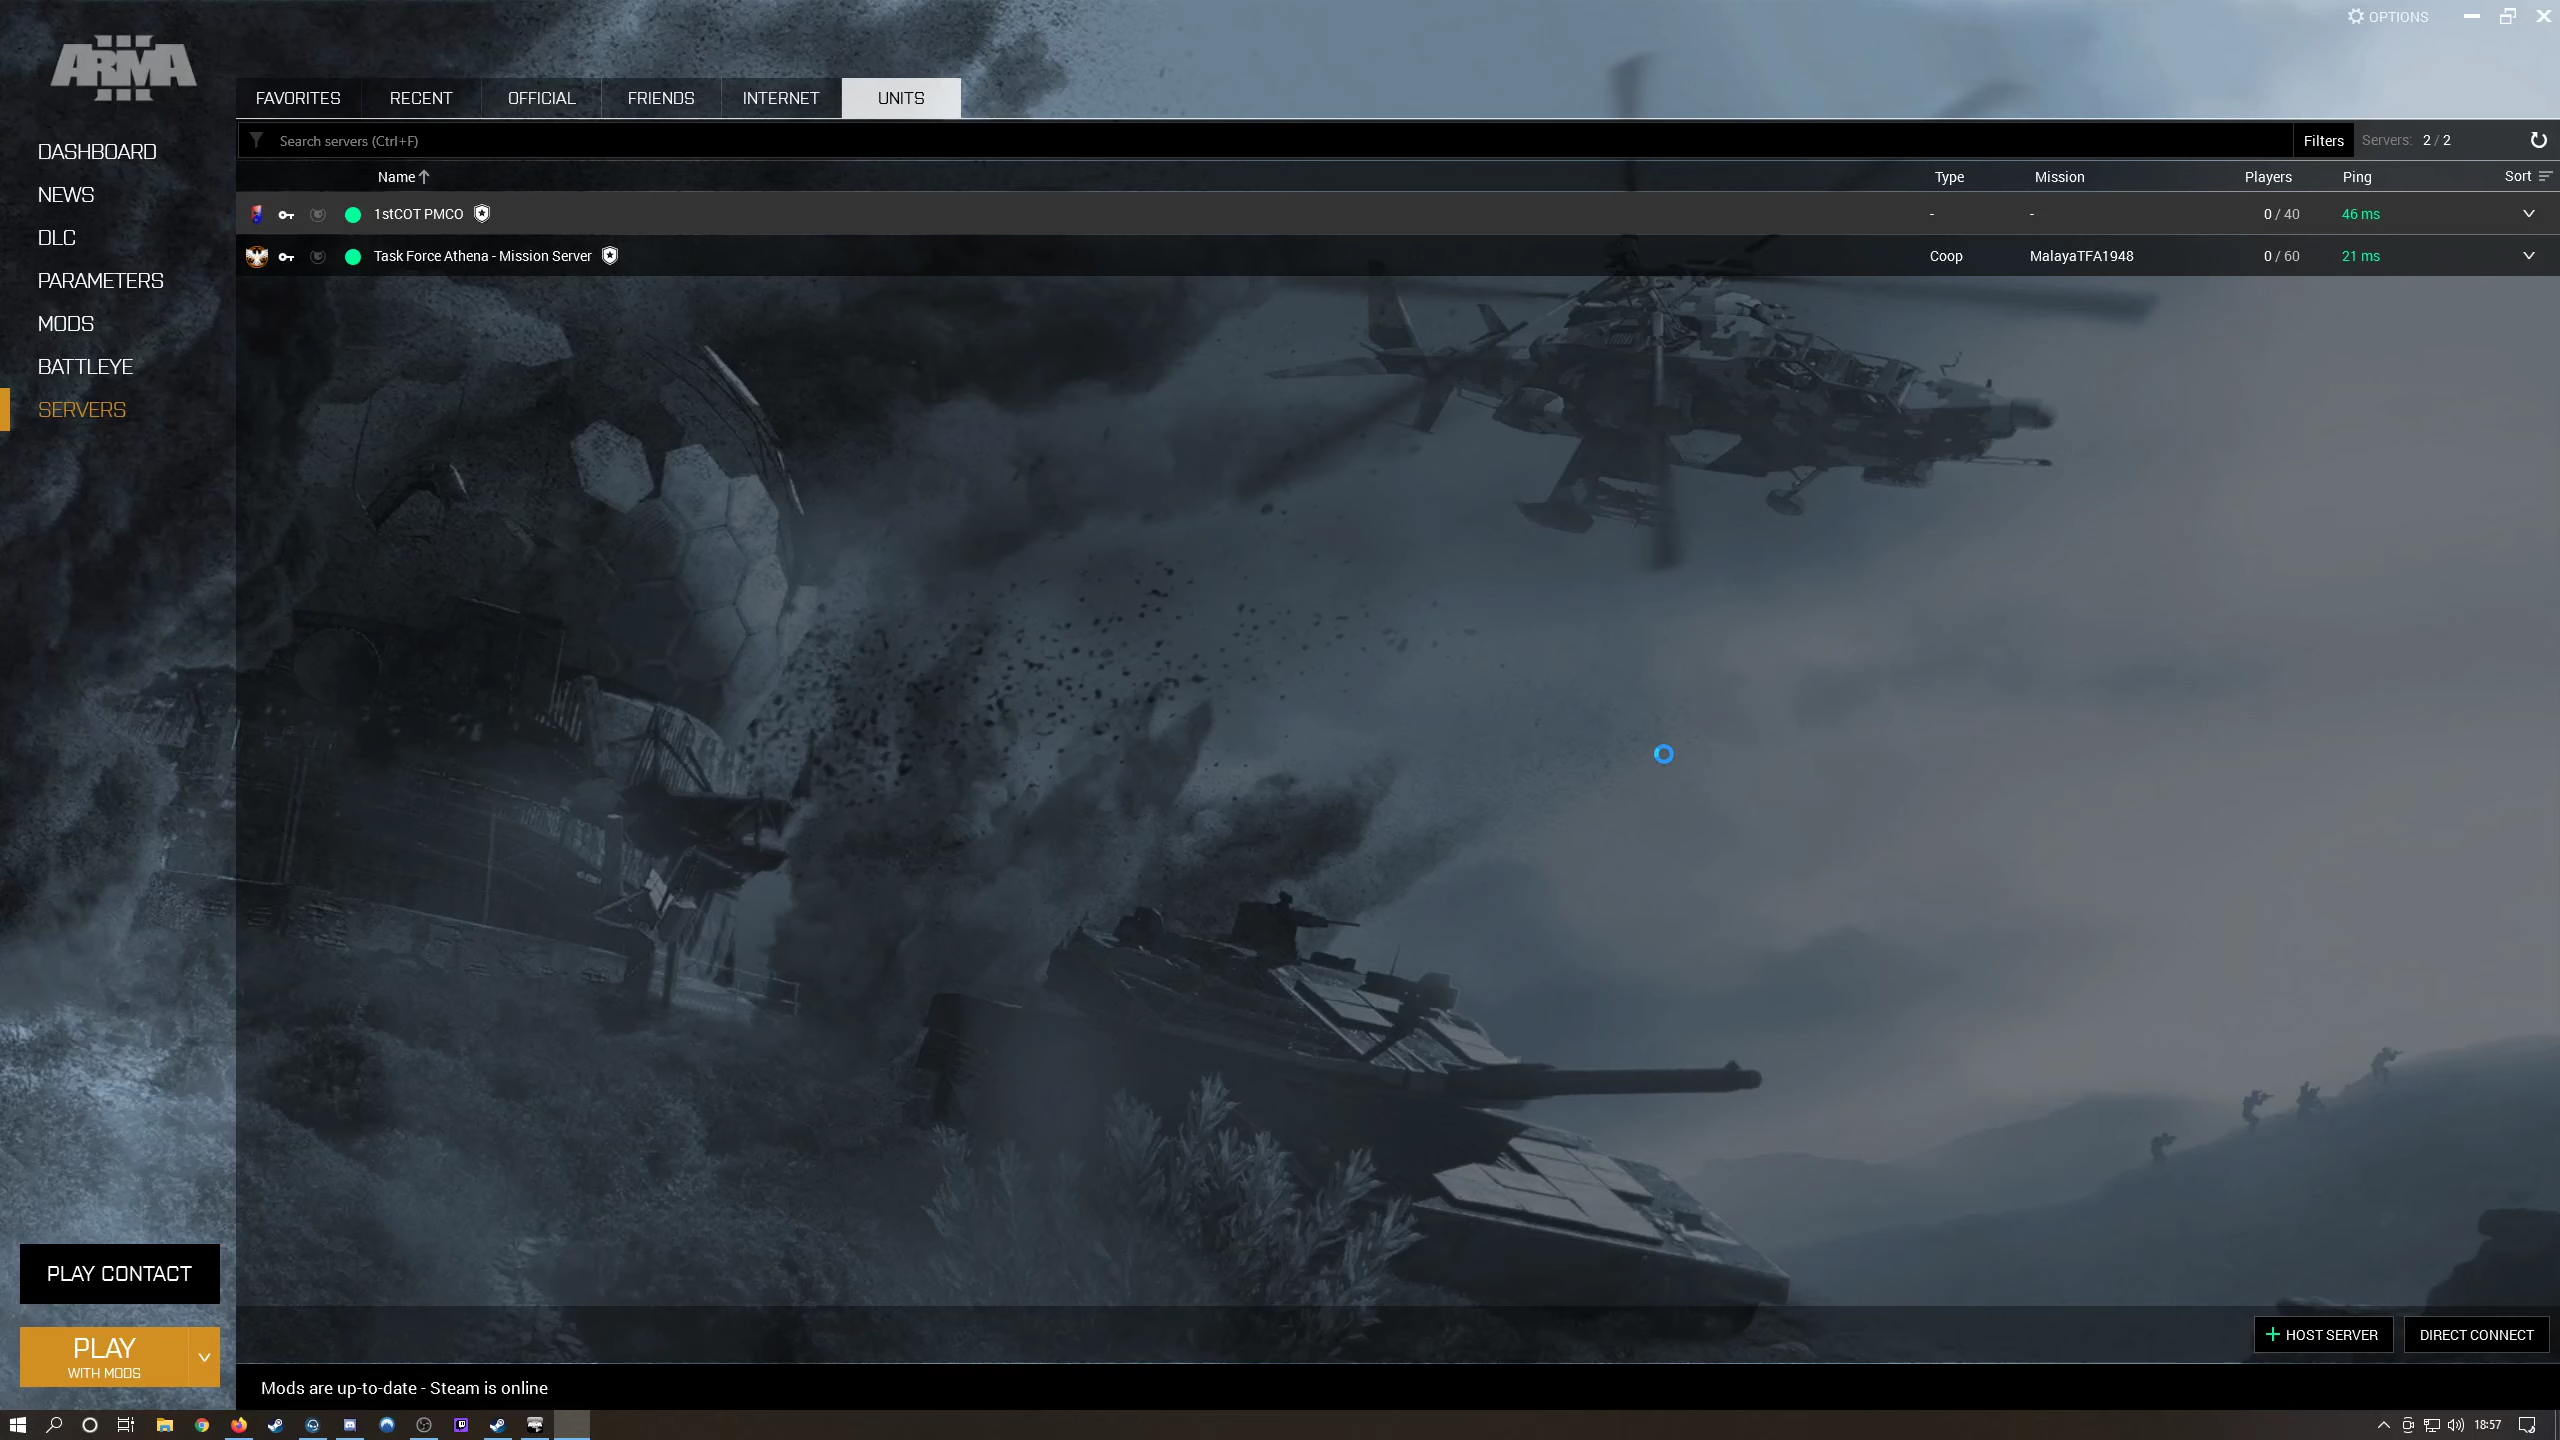 OPTIONS
ARMA III
FAVORITES RECENT OFFICIAL FRIENDS INTERNET UNITS
Search servers (Ctrl+F) Filters Servers: 2 / 2
Name Type Mission Players Ping Sort
1stCOT PMCO - - 0 / 40 46 ms
Task Force Athena - Mission Server Coop MalayaTFA1948 0 / 60 21 ms
DASHBOARD
NEWS
DLC
PARAMETERS
MODS
BATTLEYE
SERVERS
PLAY CONTACT
PLAY
WITH MODS
HOST SERVER DIRECT CONNECT
Mods are up-to-date - Steam is online
18:57